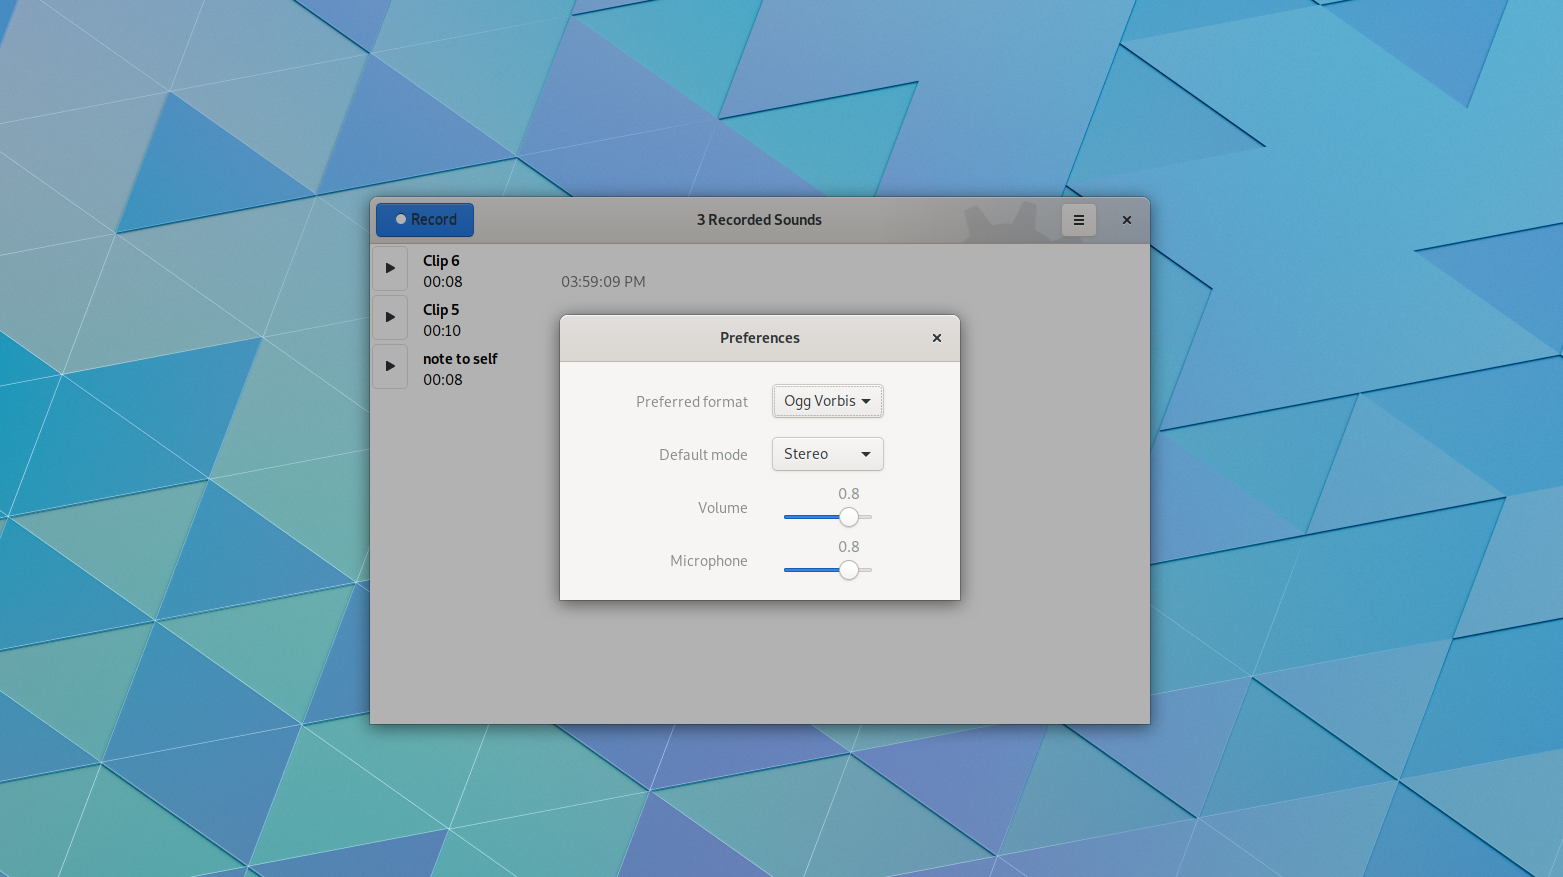 Record
3 Recorded Sounds
Clip 6
00:08
03:59:09 PM
Clip 5
00:10
note to self
00:08
Preferences
Preferred format
Ogg Vorbis
Default mode
Stereo
Volume
0.8
Microphone
0.8